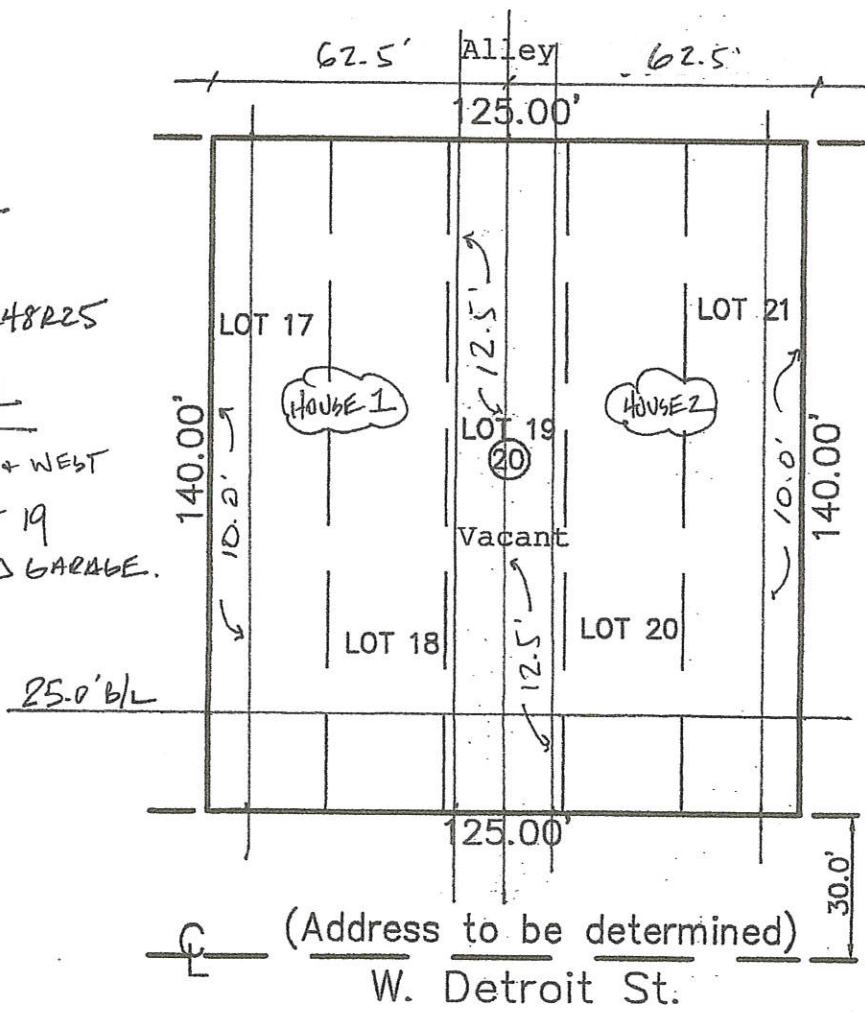 62.5'
Alley
62.5'
125.00'
48R25
LOT 17
LOT 21
12.5'
HOUSE 1
HOUSE 2
LOT 19
20
140.00'
10.0'
10.0'
140.00'
WEST
19
GARAGE.
Vacant
LOT 18
12.5'
LOT 20
25.0' B/L
125.00'
30.0'
(Address to be determined)
CL
W. Detroit St.